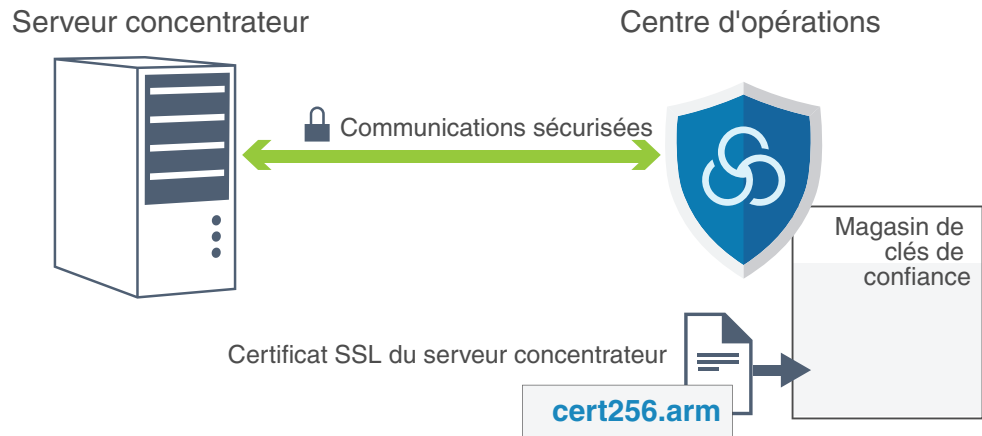 Serveur concentrateur
Centre d'opérations
Communications sécurisées
Magasin de
clés de
confiance
Certificat SSL du serveur concentrateur
cert256.arm